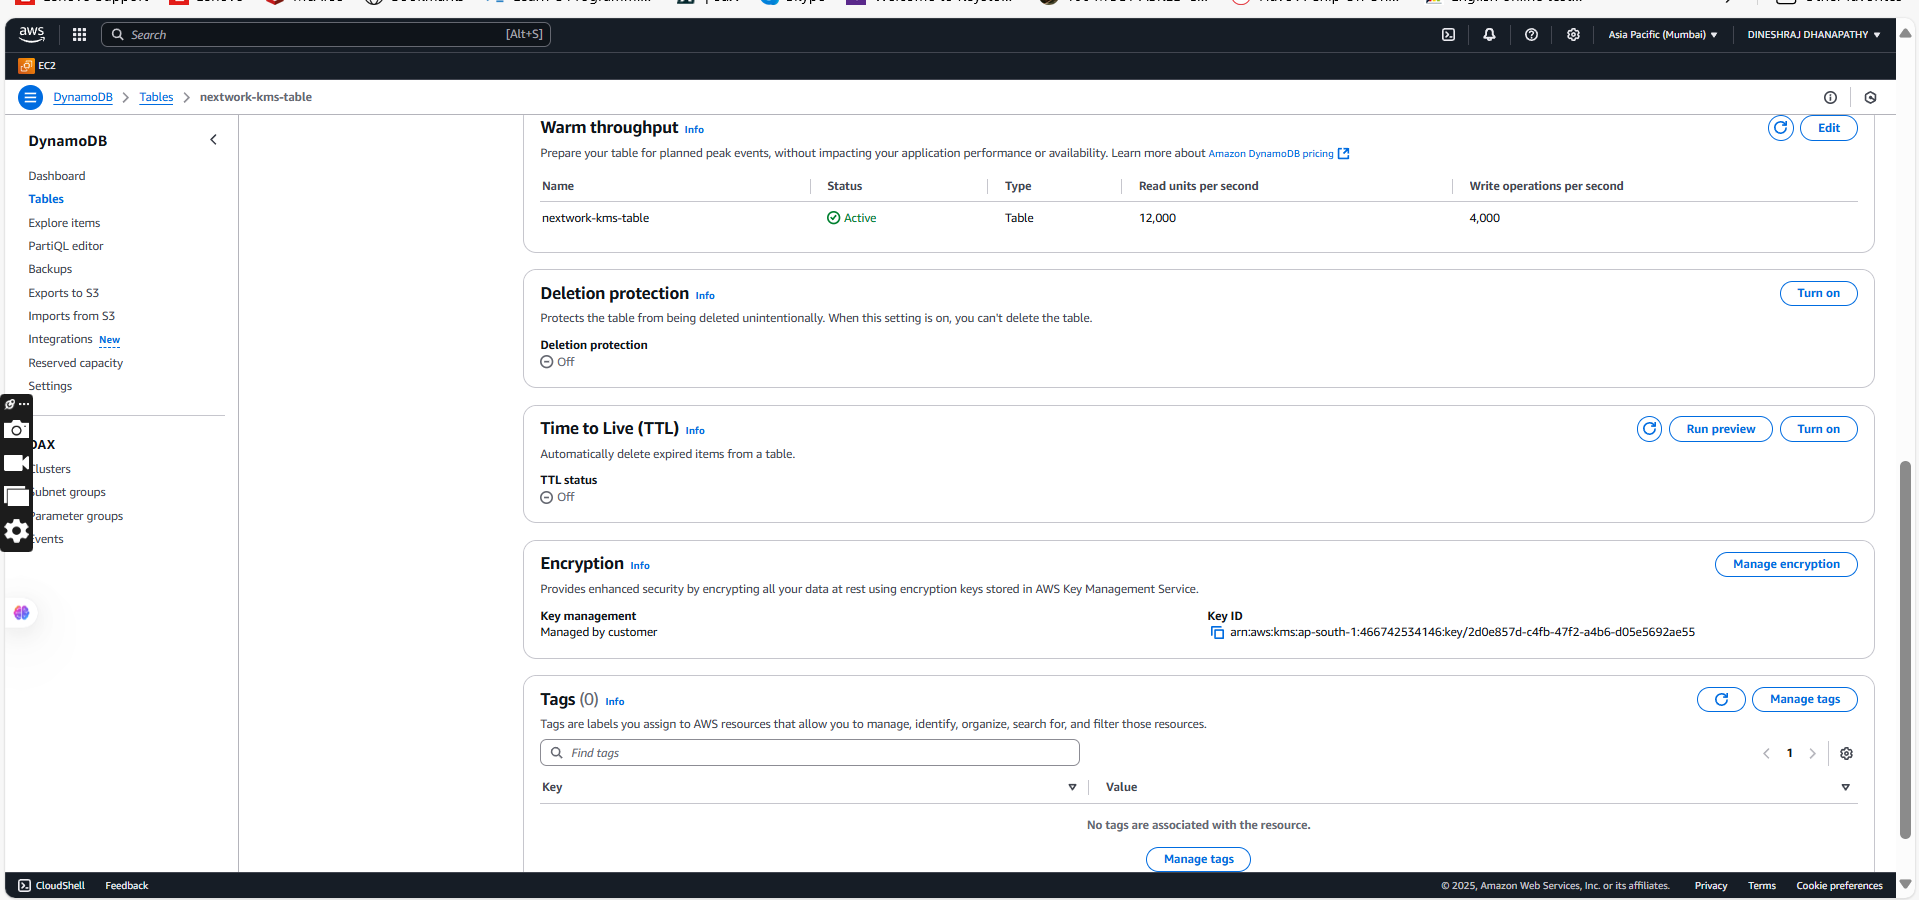 aws
Search
[Alt+S]
Asia Pacific (Mumbai)
DINESHRAJ DHANAPATHY
EC2
DynamoDB
Tables
nextwork-kms-table
DynamoDB
Dashboard
Tables
Explore items
PartiQL editor
Backups
Exports to S3
Imports from S3
Integrations New
Reserved capacity
Settings
DAX
Clusters
Subnet groups
Parameter groups
Events
Warm throughput Info
Edit
Prepare your table for planned peak events, without impacting your application performance or availability. Learn more about Amazon DynamoDB pricing
Name Status Type Read units per second Write operations per second
nextwork-kms-table Active Table 12,000 4,000
Deletion protection Info
Turn on
Protects the table from being deleted unintentionally. When this setting is on, you can't delete the table.
Deletion protection
Off
Time to Live (TTL) Info
Run preview
Turn on
Automatically delete expired items from a table.
TTL status
Off
Encryption Info
Manage encryption
Provides enhanced security by encrypting all your data at rest using encryption keys stored in AWS Key Management Service.
Key management
Managed by customer
Key ID
arn:aws:kms:ap-south-1:466742534146:key/2d0e857d-c4fb-47f2-a4b6-d05e5692ae55
Tags (0) Info
Manage tags
Tags are labels you assign to AWS resources that allow you to manage, identify, organize, search for, and filter those resources.
Find tags
1
Key Value
No tags are associated with the resource.
Manage tags
CloudShell Feedback
© 2025, Amazon Web Services, Inc. or its affiliates. Privacy Terms Cookie preferences